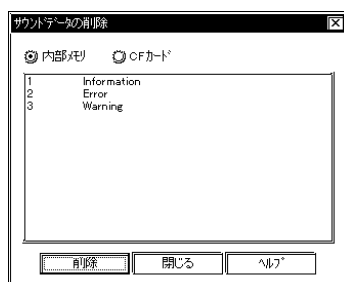 サウンドデータの削除
内部メモリ CFカード
1 Information
2 Error
3 Warning
削除 閉じる ヘルプ